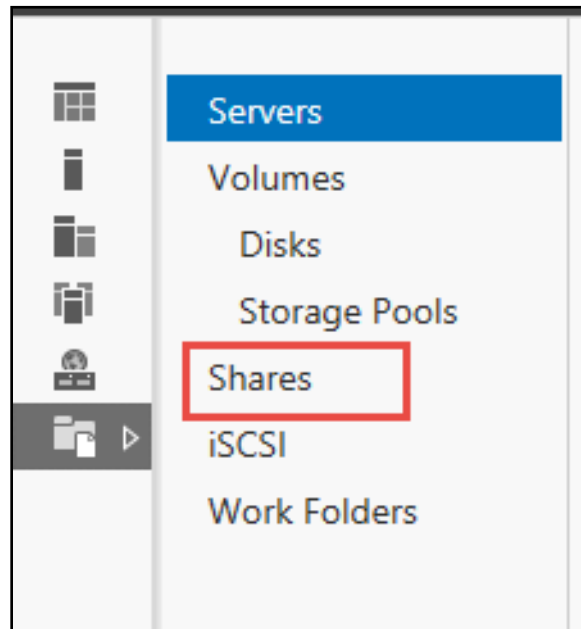 Servers
Volumes
Disks
Storage Pools
Shares
iSCSI
Work Folders